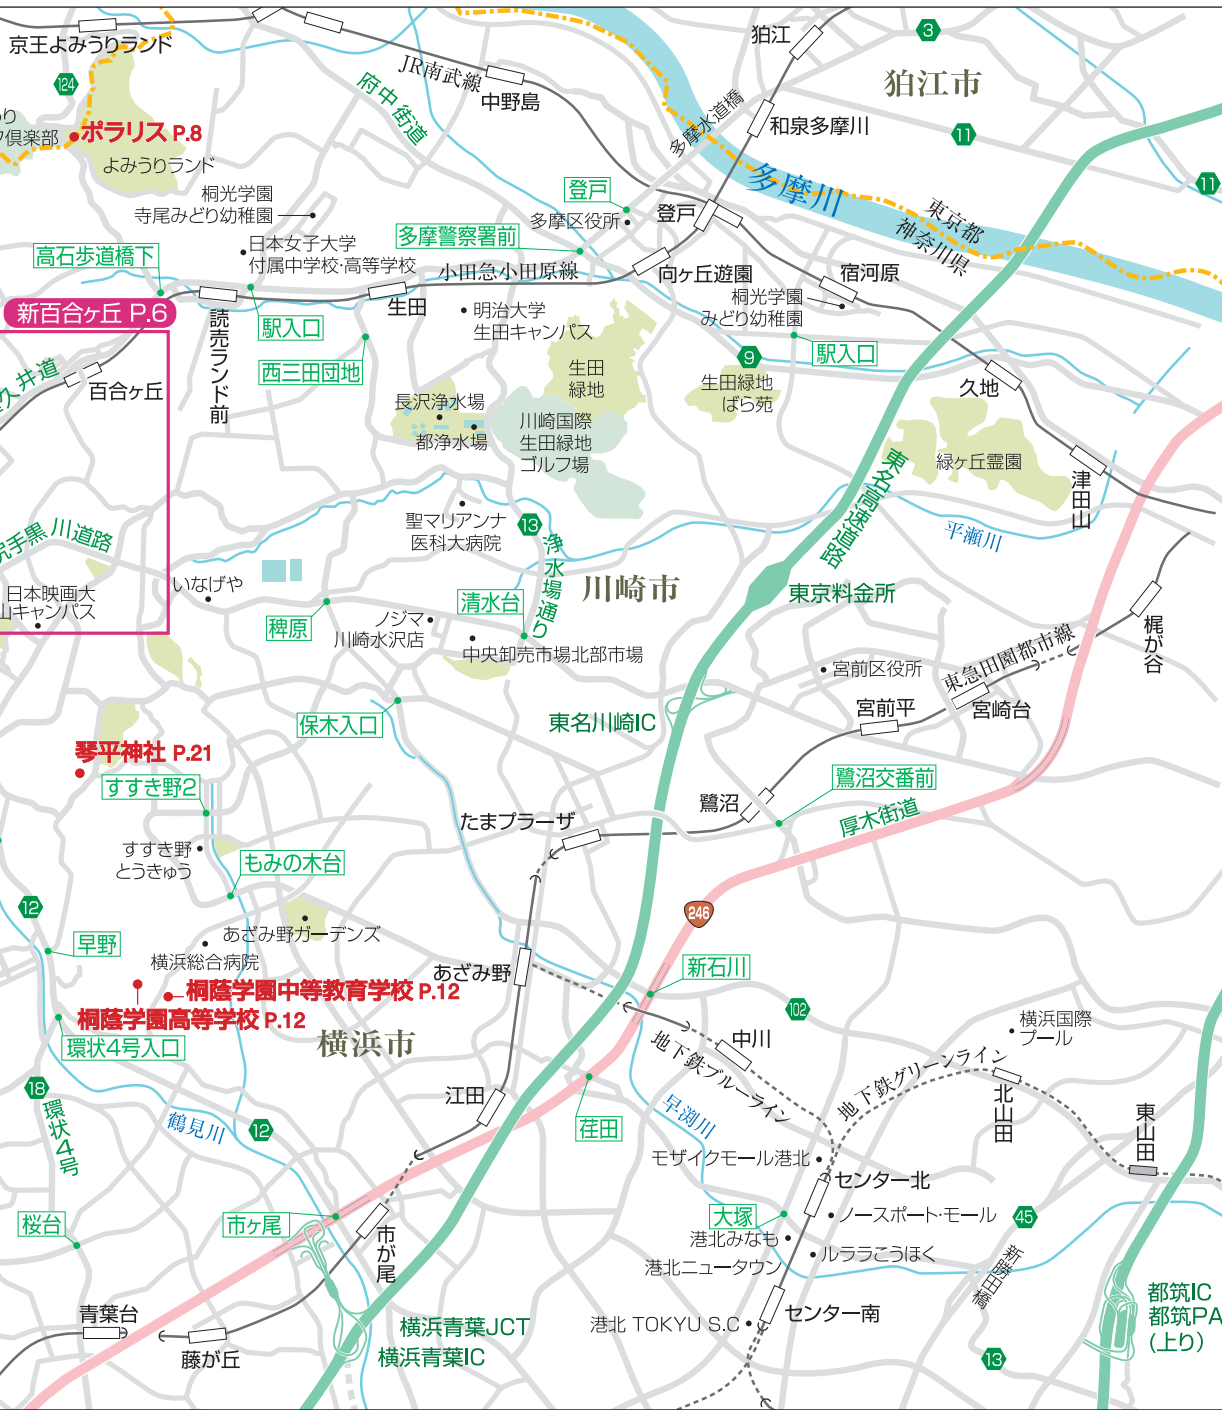 京王よみうりランド
狛江
3
狛江市
JR南武線
中野島
府中街道
124
多摩水道橋
和泉多摩川
11
ポラリス P.8
よみうりランド
多摩川
11
桐光学園
寺尾みどり幼稚園
登戸
多摩区役所
登戸
東京都
神奈川県
高石歩道橋下
日本女子大学
付属中学校・高等学校
多摩警察署前
小田急小田原線
向ヶ丘遊園
宿河原
新百合ヶ丘 P.6
読売ランド前
駅入口
生田
明治大学
生田キャンパス
桐光学園
みどり幼稚園
西三田団地
9
駅入口
百合ヶ丘
生田
緑地
生田緑地
ばら苑
久地
長沢浄水場
都浄水場
川崎国際
生田緑地
ゴルフ場
緑ヶ丘霊園
津田山
東名高速道路
聖マリアンナ
医科大病院
13
浄水場通り
平瀬川
日本映画大
いなげや
川崎市
東京料金所
稗原
清水台
ノジマ
川崎水沢店
中央卸売市場北部市場
梶が谷
東急田園都市線
宮前区役所
宮崎台
宮前平
保木入口
東名川崎IC
琴平神社 P.21
すすき野2
鷺沼
鷺沼交番前
厚木街道
たまプラーザ
すすき野
とうきゅう
もみの木台
12
246
早野
あざみ野ガーデンズ
横浜総合病院
あざみ野
新石川
桐蔭学園中等教育学校 P.12
桐蔭学園高等学校 P.12
102
横浜国際
プール
環状4号入口
横浜市
中川
地下鉄ブルーライン
地下鉄グリーンライン
18
環状4号
江田
北山田
鶴見川
12
荏田
早渕川
東山田
モザイクモール港北
センター北
桜台
市ヶ尾
市が尾
大塚
ノースポート・モール
45
港北みなも
ルララこうほく
港北ニュータウン
新勝田橋
青葉台
藤が丘
横浜青葉JCT
横浜青葉IC
港北 TOKYU S.C
センター南
13
都筑IC
都筑PA
(上り)